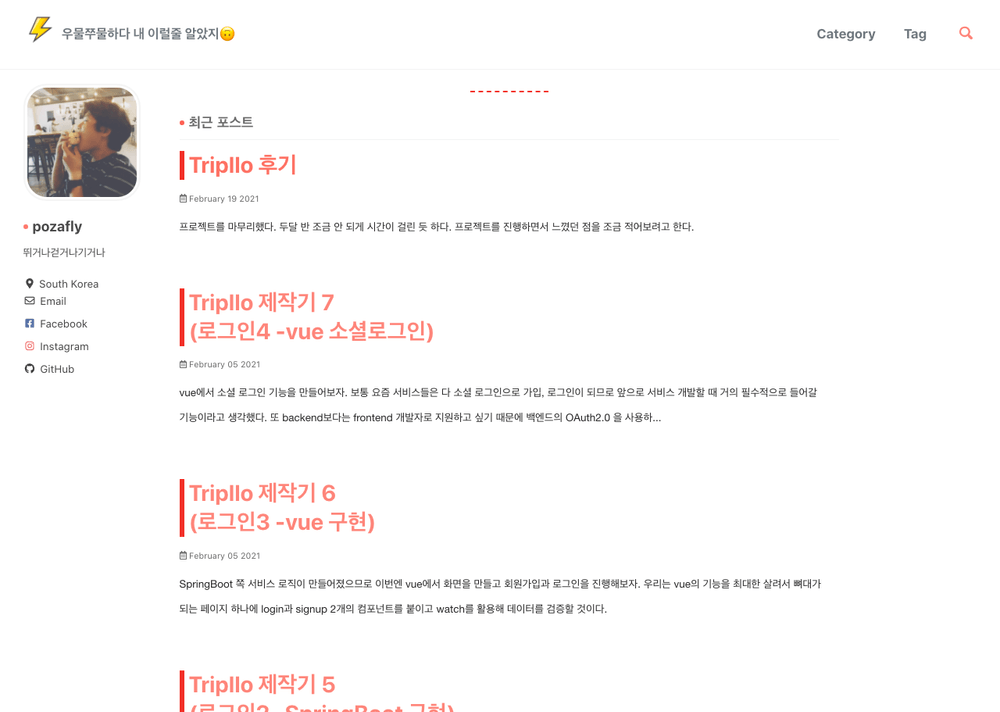 우물쭈물하다 내 이럴줄 알았지🙃
Category
Tag
pozafly
뛰거나걷거나기거나
South Korea
Email
Facebook
Instagram
GitHub
최근 포스트
Tripllo 후기
February 19 2021
프로젝트를 마무리했다. 두달 반 조금 안 되게 시간이 걸린 듯 하다. 프로젝트를 진행하면서 느꼈던 점을 조금 적어보려고 한다.
Tripllo 제작기 7
(로그인4 -vue 소셜로그인)
February 05 2021
vue에서 소셜 로그인 기능을 만들어보자. 보통 요즘 서비스들은 다 소셜 로그인으로 가입, 로그인이 되므로 앞으로 서비스 개발할 때 거의 필수적으로 들어갈
기능이라고 생각했다. 또 backend보다는 frontend 개발자로 지원하고 싶기 때문에 백엔드의 OAuth2.0 을 사용하...
Tripllo 제작기 6
(로그인3 -vue 구현)
February 05 2021
SpringBoot 쪽 서비스 로직이 만들어졌으므로 이번엔 vue에서 화면을 만들고 회원가입과 로그인을 진행해보자. 우리는 vue의 기능을 최대한 살려서 뼈대가
되는 페이지 하나에 login과 signup 2개의 컴포넌트를 붙이고 watch를 활용해 데이터를 검증할 것이다.
Tripllo 제작기 5
(로그인2 -SpringBoot 구현)